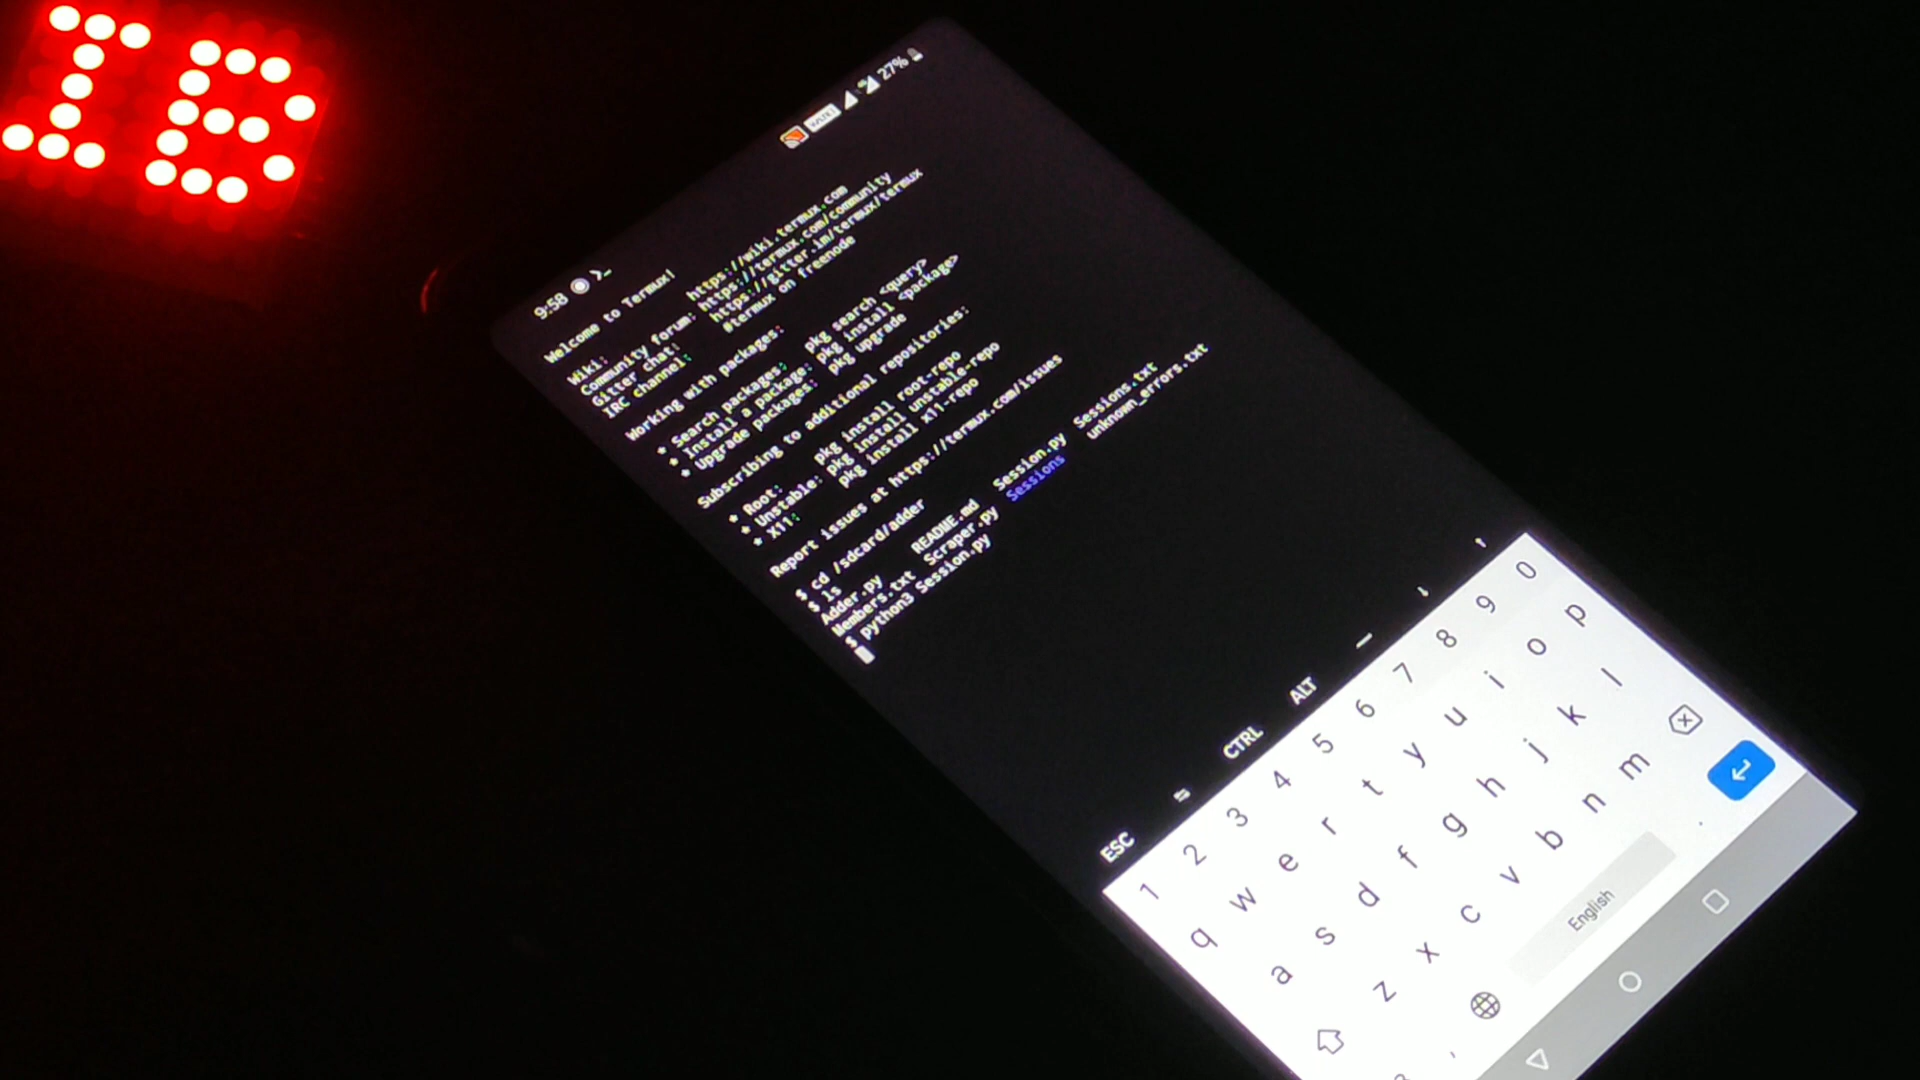 IB
9:58 27%
Welcome to Termux!
Wiki: https://wiki.termux.com
Community forum: https://termux.com/community
Gitter chat: https://gitter.im/termux/termux
IRC channel: #termux on freenode
Working with packages:
* Search packages: pkg search <query>
* Install a package: pkg install <package>
* Upgrade packages: pkg upgrade
Subscribing to additional repositories:
* Root: pkg install root-repo
* Unstable: pkg install unstable-repo
* X11: pkg install x11-repo
Report issues at https://termux.com/issues
$ cd /sdcard/adder
$ ls
Adder.py README.md Session.py Sessions.txt
Members.txt Scraper.py Sessions unknown_errors.txt
$ python3 Session.py
ESC ⇆ CTRL ALT — ↓ ↑
1 2 3 4 5 6 7 8 9 0
q w e r t y u i o p
a s d f g h j k l
z x c v b n m
, English .